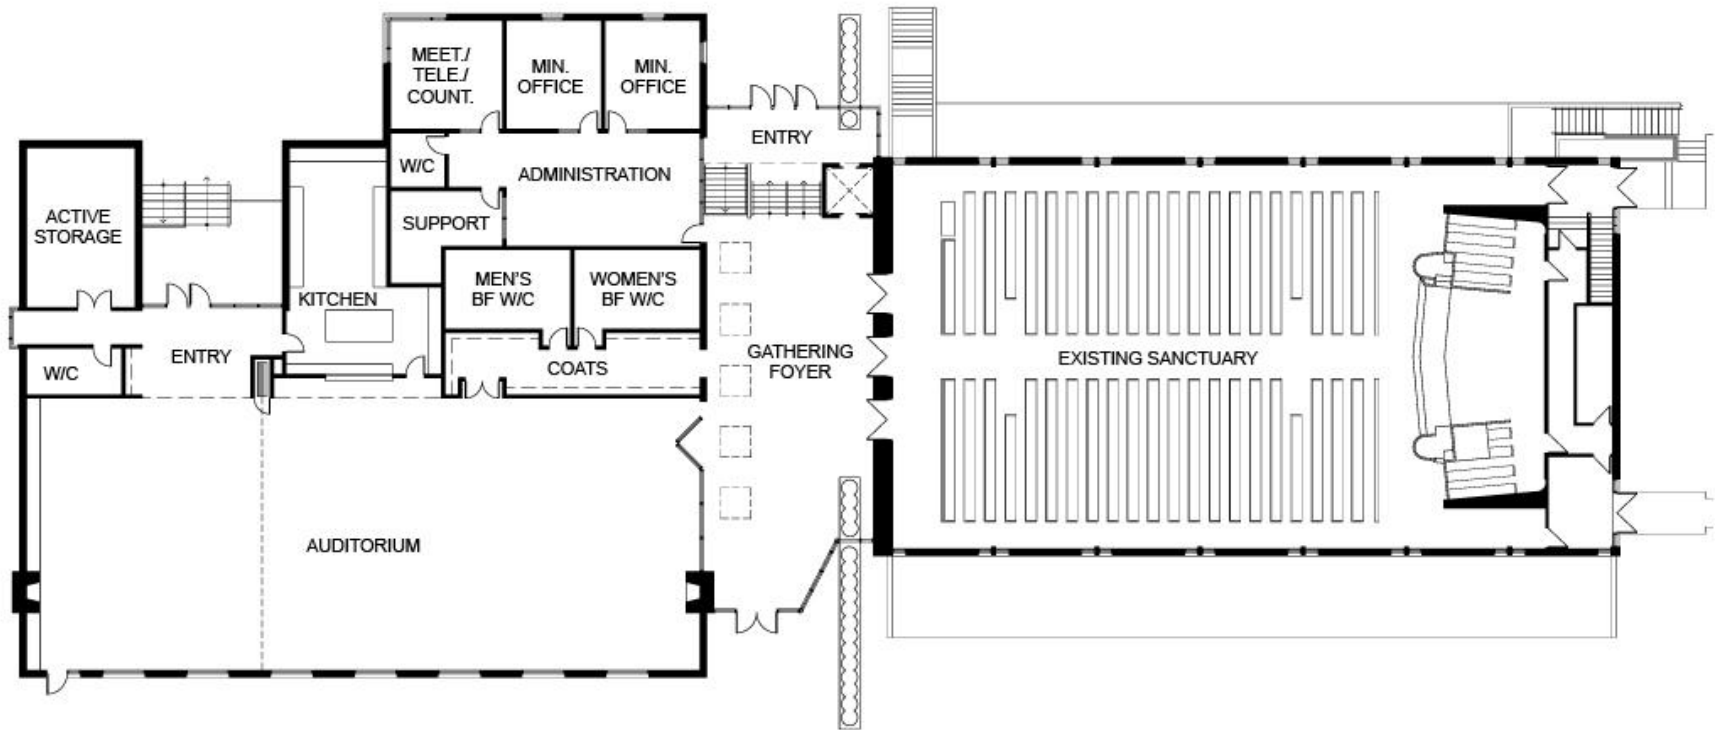 MEET./
TELE./
COUNT.
MIN.
OFFICE
MIN.
OFFICE
ENTRY
W/C
ADMINISTRATION
ACTIVE
STORAGE
SUPPORT
MEN'S
BF W/C
WOMEN'S
BF W/C
KITCHEN
ENTRY
W/C
COATS
GATHERING
FOYER
EXISTING SANCTUARY
AUDITORIUM